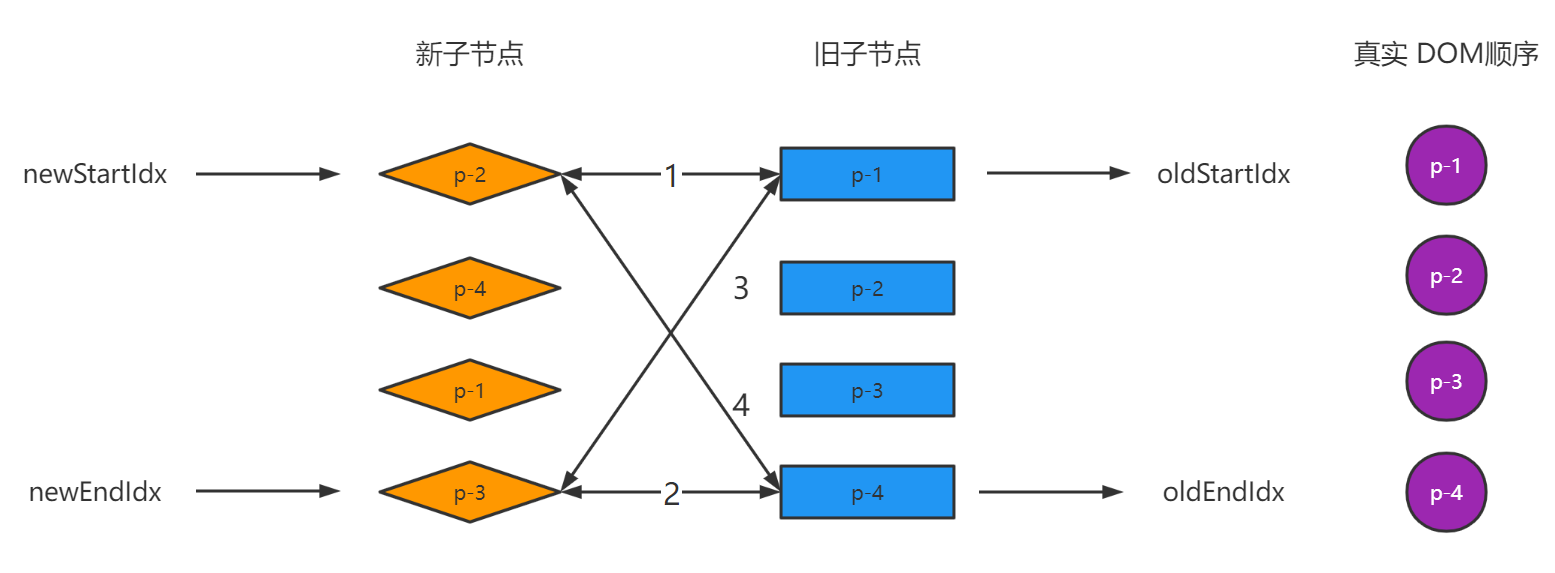 新子节点 旧子节点 真实 DOM顺序
newStartIdx p-2 1 p-1 oldStartIdx p-1
p-4 3 p-2 p-2
p-1 4 p-3 p-3
newEndIdx p-3 2 p-4 oldEndIdx p-4